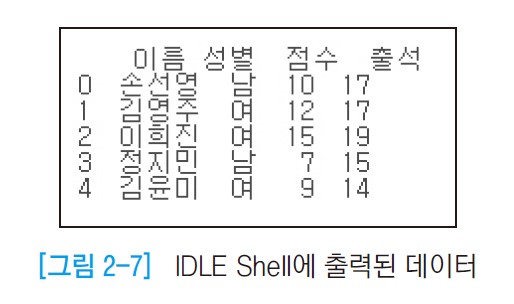 이름 성별 점수 출석
0 손선영 남 10 17
1 김영주 여 12 17
2 이희진 여 15 19
3 정지민 남 7 15
4 김윤미 여 9 14
[그림 2-7] IDLE Shell에 출력된 데이터